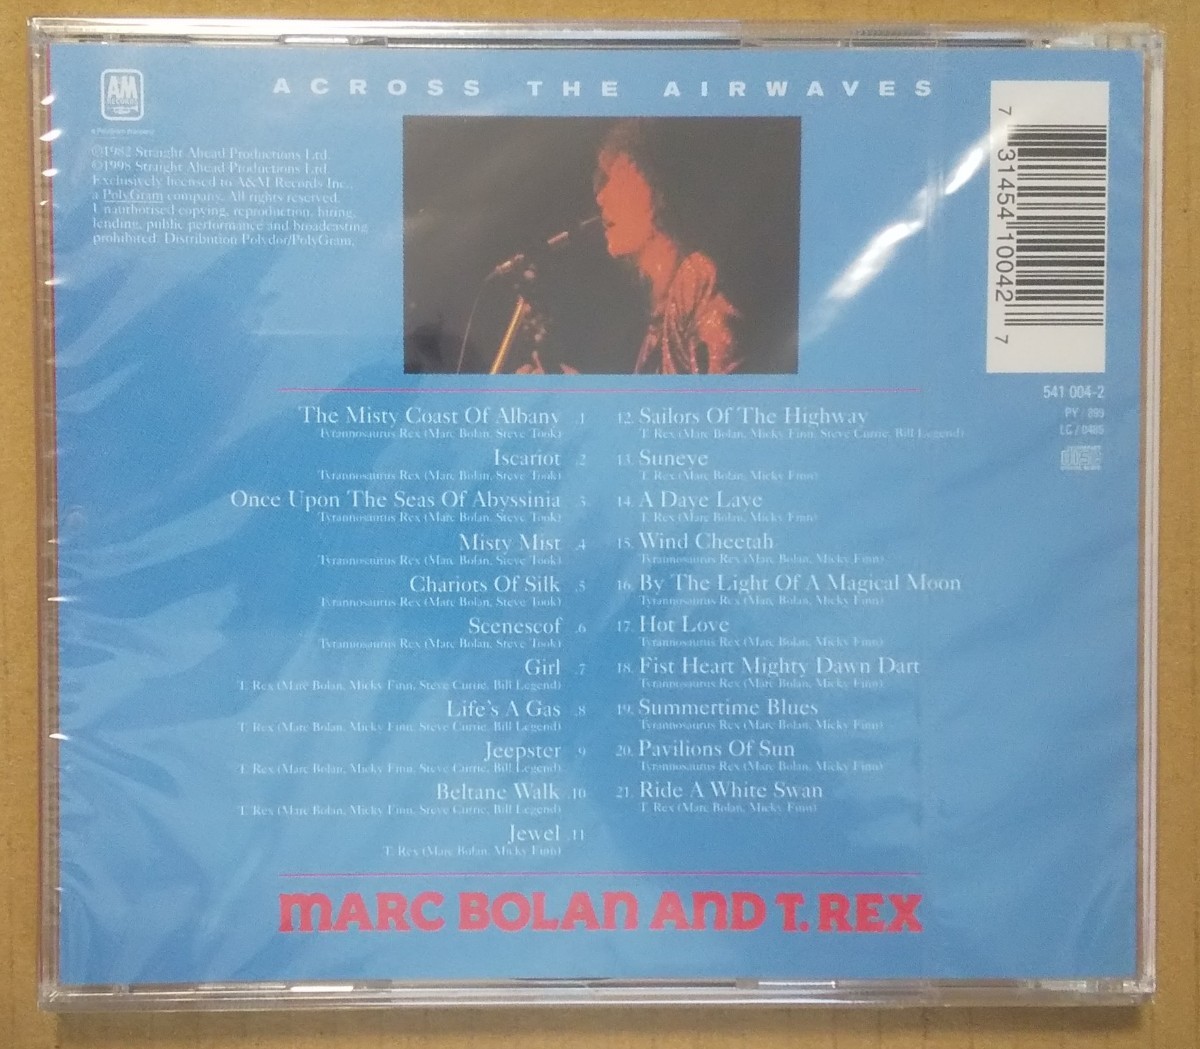 ACROSS THE AIRWAVES
AM
RECORDS
©1982 Straight Ahead Productions Ltd.
©1998 Straight Ahead Productions Ltd
Exclusively licensed to A&M Records Inc.,
a PolyGram company. All rights reserved.
Unauthorised copying, reproduction, hiring,
lending, public performance and broadcasting
prohibited. Distribution Polydor/PolyGram.
7 31454 10042 7
541 004-2
PY / 899
LC / 0485
The Misty Coast Of Albany .1
Tyrannosaurus Rex (Marc Bolan, Steve Took)
Iscariot .2
Tyrannosaurus Rex (Marc Bolan, Steve Took)
Once Upon The Seas Of Abyssinia .3
Tyrannosaurus Rex (Marc Bolan, Steve Took)
Misty Mist .4
Tyrannosaurus Rex (Marc Bolan, Steve Took)
Chariots Of Silk .5
Tyrannosaurus Rex (Marc Bolan, Steve Took)
Scenescof .6
Tyrannosaurus Rex (Marc Bolan, Steve Took)
Girl .7
T. Rex (Marc Bolan, Micky Finn, Steve Currie, Bill Legend)
Life's A Gas .8
T. Rex (Marc Bolan, Micky Finn, Steve Currie, Bill Legend)
Jeepster .9
T. Rex (Marc Bolan, Micky Finn, Steve Currie, Bill Legend)
Beltane Walk .10
T. Rex (Marc Bolan, Micky Finn, Steve Currie, Bill Legend)
Jewel .11
T. Rex (Marc Bolan, Micky Finn)
12. Sailors Of The Highway
T. Rex (Marc Bolan, Micky Finn, Steve Currie, Bill Legend)
13. Suneye
T. Rex (Marc Bolan, Micky Finn)
14. A Daye Laye
T. Rex (Marc Bolan, Micky Finn)
15. Wind Cheetah
Tyrannosaurus Rex (Marc Bolan, Micky Finn)
16. By The Light Of A Magical Moon
Tyrannosaurus Rex (Marc Bolan, Micky Finn)
17. Hot Love
Tyrannosaurus Rex (Marc Bolan, Micky Finn)
18. Fist Heart Mighty Dawn Dart
Tyrannosaurus Rex (Marc Bolan, Micky Finn)
19. Summertime Blues
Tyrannosaurus Rex (Marc Bolan, Micky Finn)
20. Pavilions Of Sun
Tyrannosaurus Rex (Marc Bolan, Micky Finn)
21. Ride A White Swan
T. Rex (Marc Bolan, Micky Finn)
MARC BOLAN AND T. REX